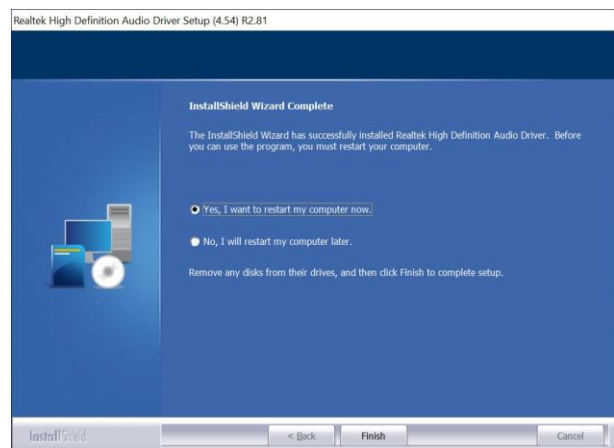 Realtek High Definition Audio Driver Setup (4.54) R2.81
InstallShield Wizard Complete
The InstallShield Wizard has successfully installed Realtek High Definition Audio Driver.  Before
you can use the program, you must restart your computer.
Yes, I want to restart my computer now.
No, I will restart my computer later.
Remove any disks from their drives, and then click Finish to complete setup.
InstallShield
< Back
Finish
Cancel